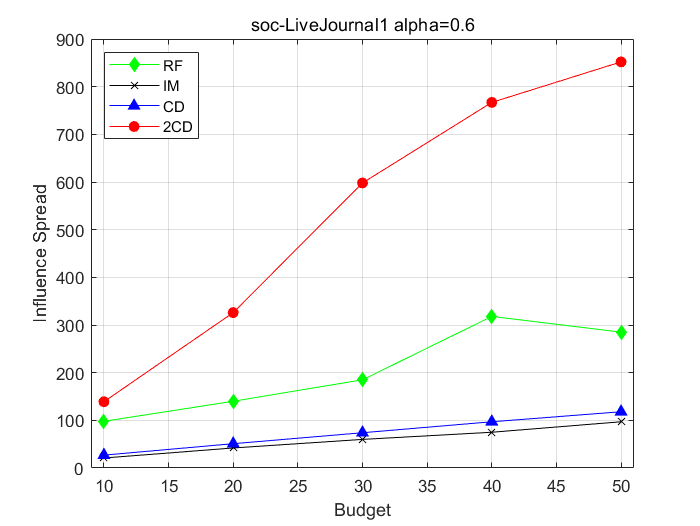 soc-LiveJournal1 alpha=0.6
RF
IM
CD
2CD
Influence Spread
900
800
700
600
500
400
300
200
100
0
10 15 20 25 30 35 40 45 50
Budget